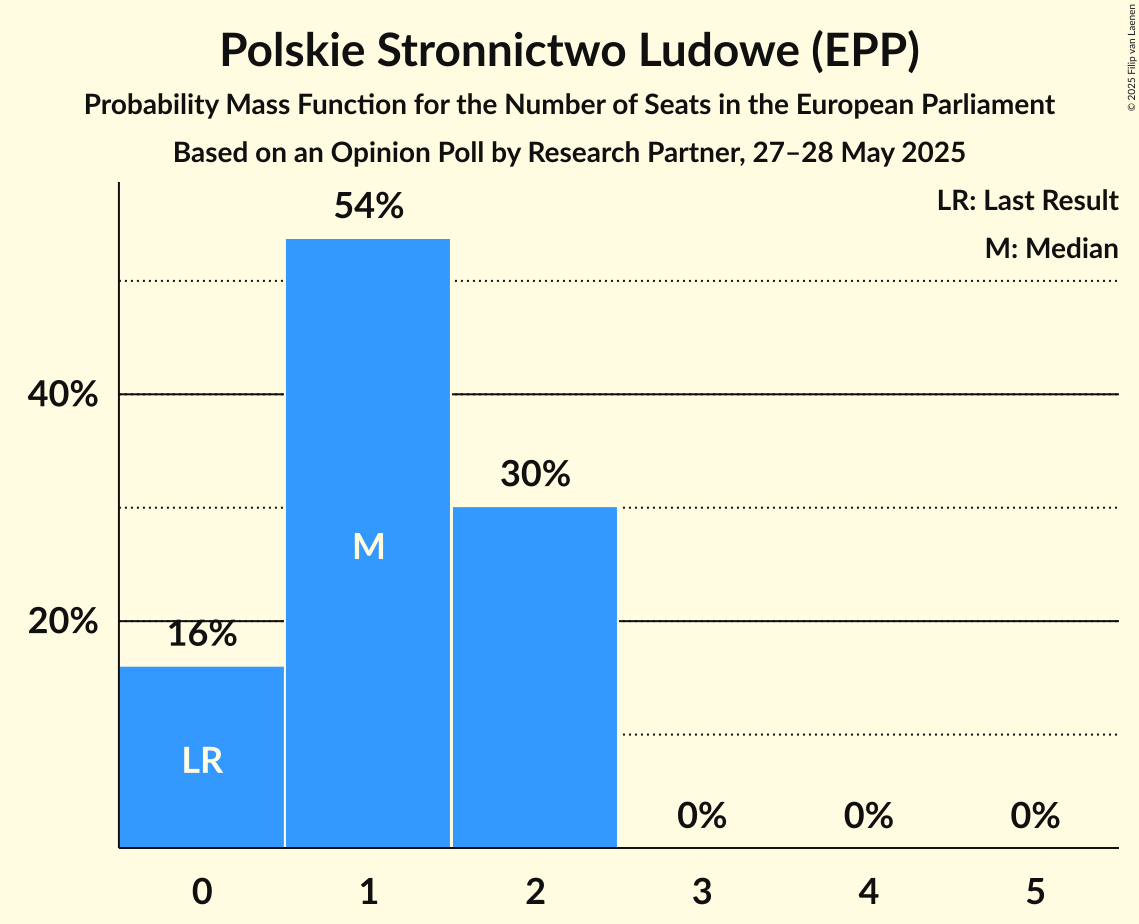 Polskie Stronnictwo Ludowe (EPP)
Probability Mass Function for the Number of Seats in the European Parliament
Based on an Opinion Poll by Research Partner, 27–28 May 2025
© 2025 Filip van Laenen
LR: Last Result
M: Median
54%
40%
30%
M
20%
16%
LR
0%
0%
0%
0
1
2
3
4
5